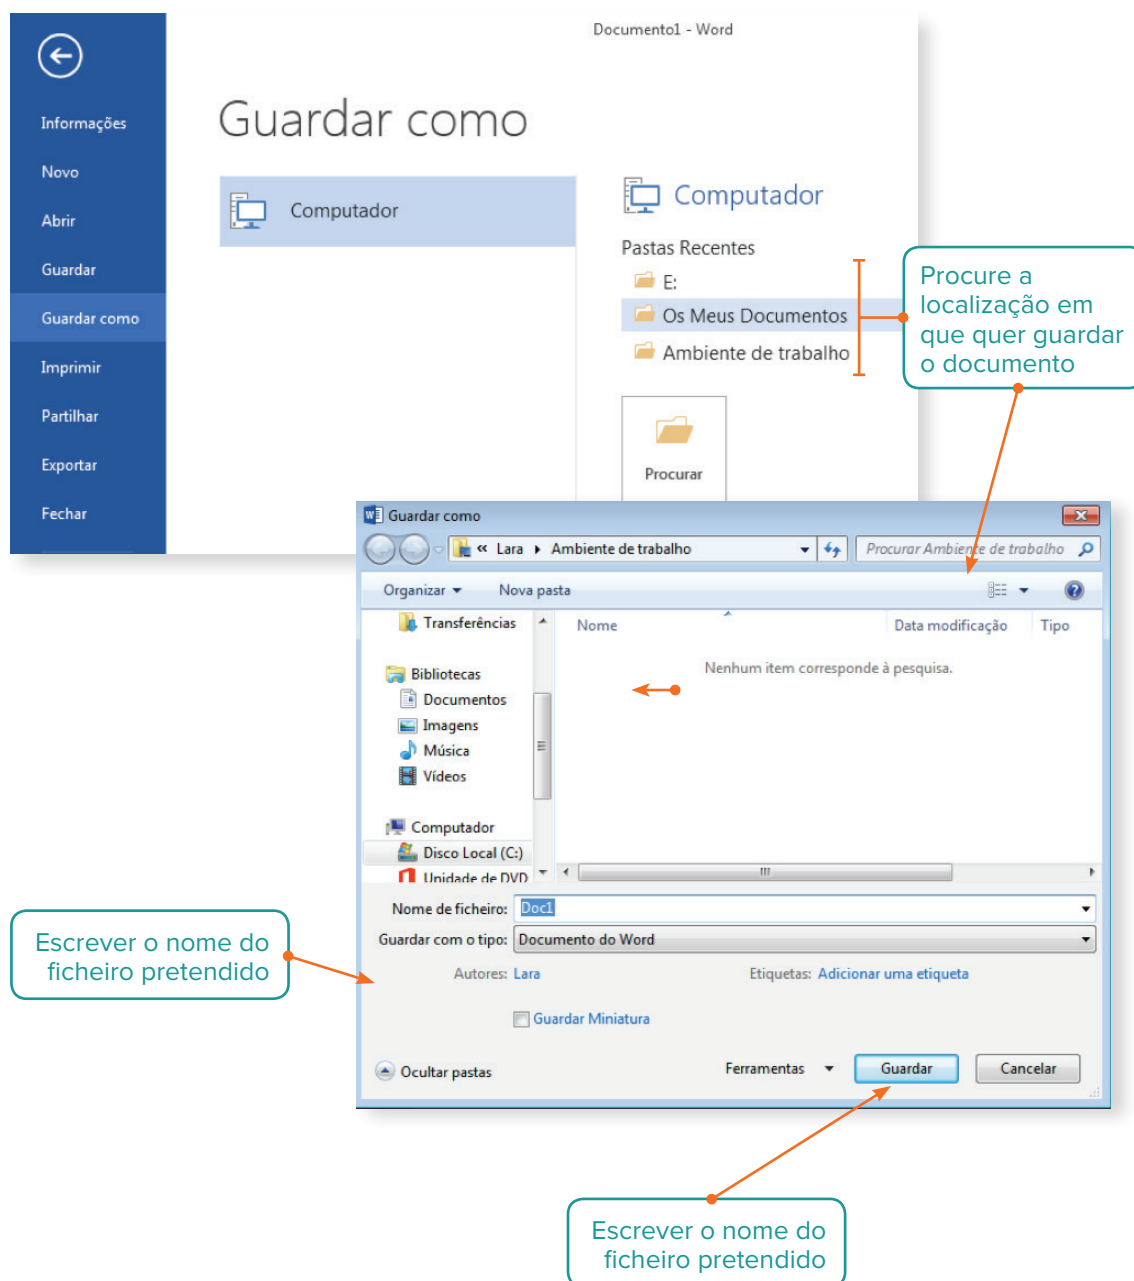 Documento1 - Word
Informações
Novo
Abrir
Guardar
Guardar como
Imprimir
Partilhar
Exportar
Fechar
Guardar como
Computador
Computador
Pastas Recentes
E:
Os Meus Documentos
Ambiente de trabalho
Procurar
Procure a
localização em
que quer guardar
o documento
Guardar como
« Lara Ambiente de trabalho
Procurar Ambiente de trabalho
Organizar Nova pasta
Transferências
Bibliotecas
Documentos
Imagens
Música
Vídeos
Computador
Disco Local (C:)
Unidade de DVD
Nome Data modificação Tipo
Nenhum item corresponde à pesquisa.
Nome de ficheiro: Doc1
Guardar com o tipo: Documento do Word
Autores: Lara Etiquetas: Adicionar uma etiqueta
Guardar Miniatura
Ocultar pastas Ferramentas Guardar Cancelar
Escrever o nome do
ficheiro pretendido
Escrever o nome do
ficheiro pretendido